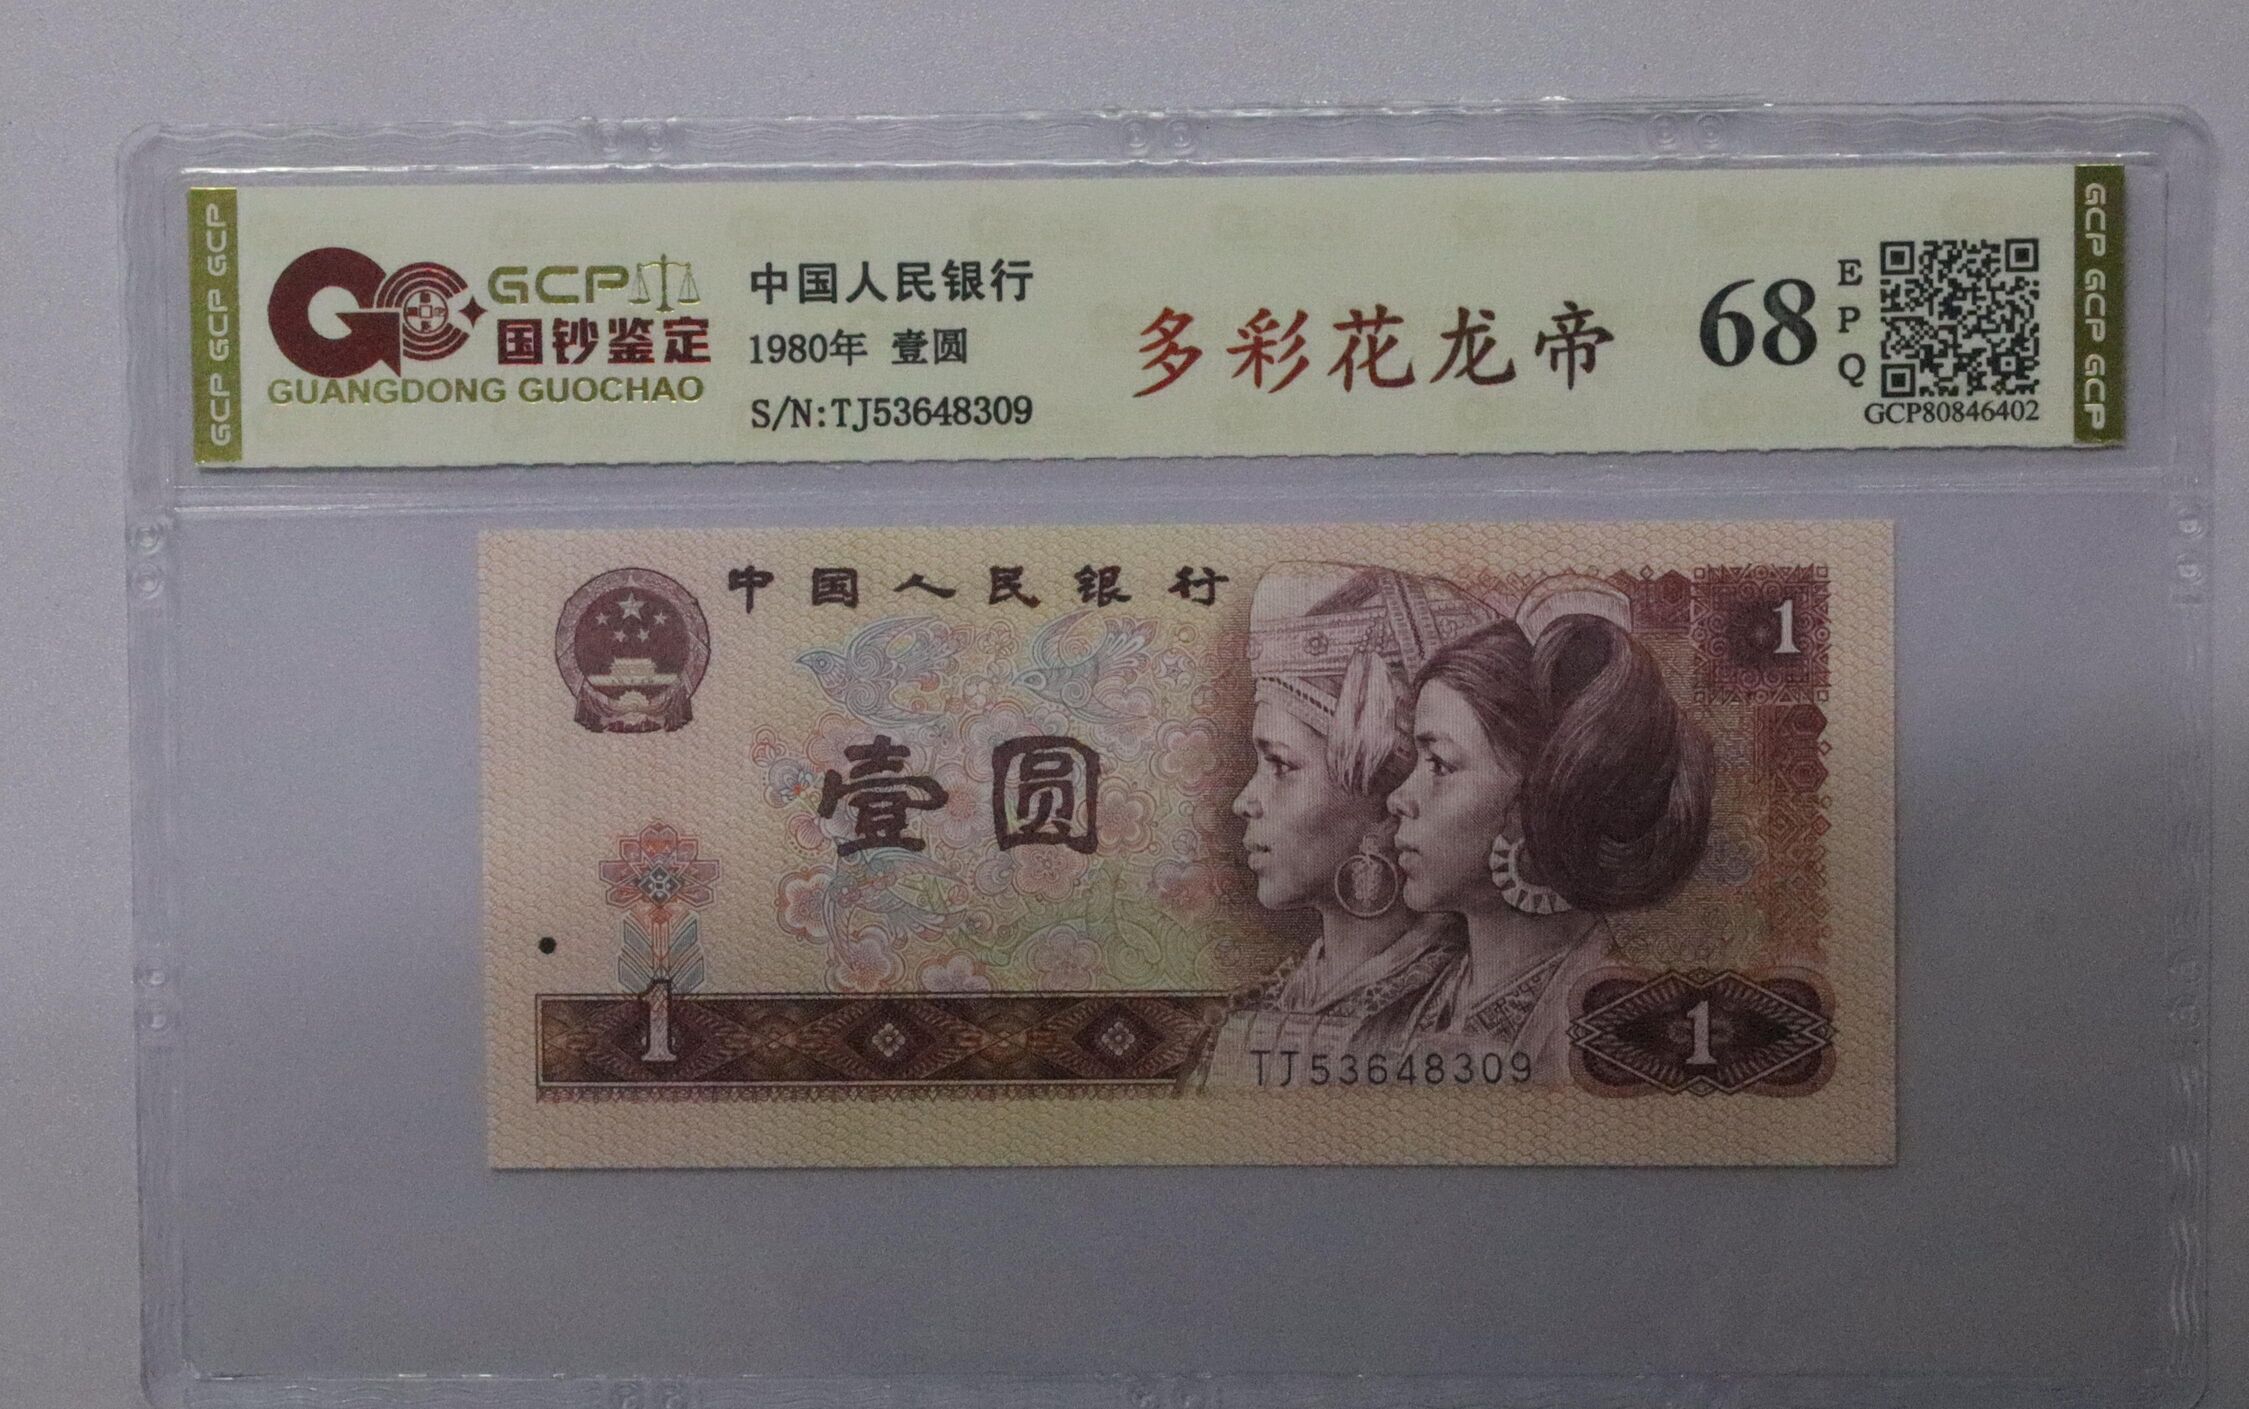 GCP GCP GCP
GCP
国钞鉴定
GUANGDONG GUOCHAO
中国人民银行
1980年 壹圆
S/N:TJ53648309
多彩花龙帝
68
EPQ
GCP80846402
GCP GCP GCP
中国人民银行
1
壹圆
1
TJ53648309
1